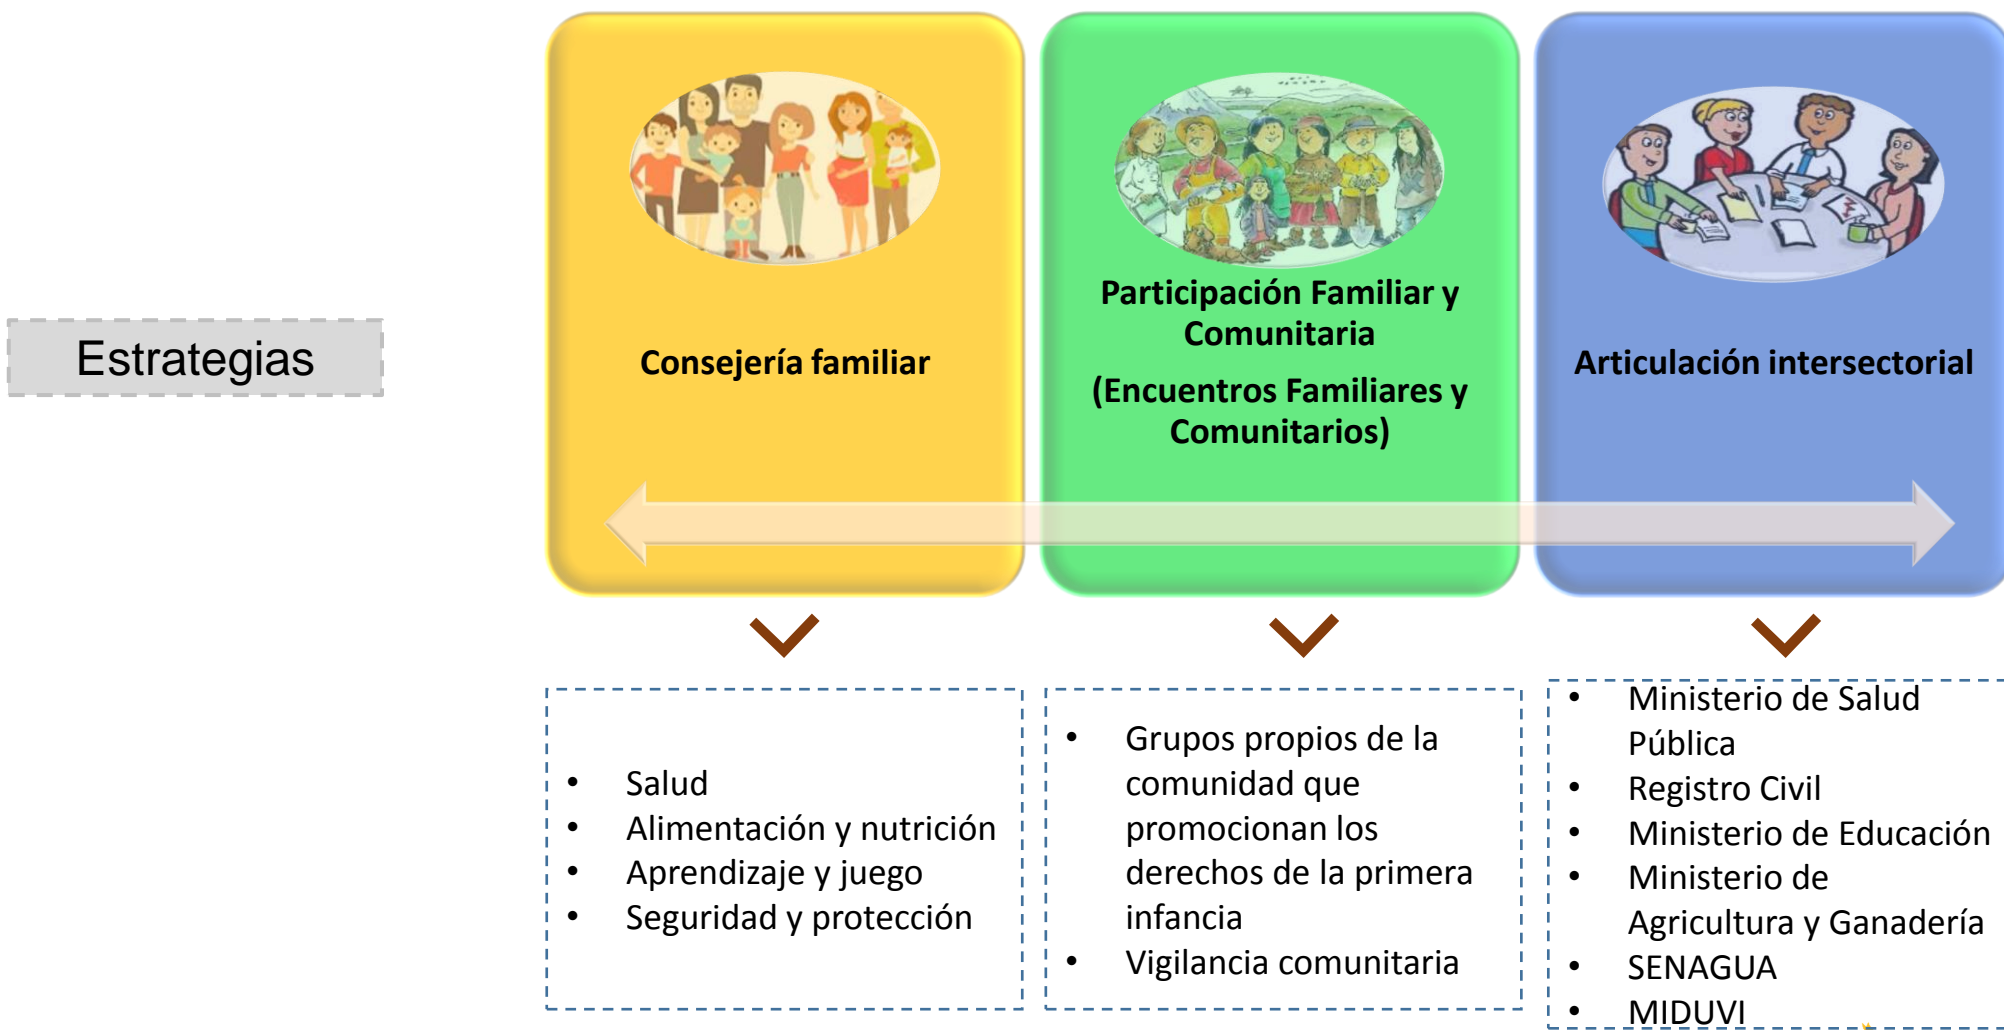 Estrategias
Consejería familiar
Participación Familiar y
Comunitaria
(Encuentros Familiares y
Comunitarios)
Articulación intersectorial
• Salud
• Alimentación y nutrición
• Aprendizaje y juego
• Seguridad y protección
• Grupos propios de la
comunidad que
promocionan los
derechos de la primera
infancia
• Vigilancia comunitaria
• Ministerio de Salud
Pública
• Registro Civil
• Ministerio de Educación
• Ministerio de
Agricultura y Ganadería
• SENAGUA
• MIDUVI